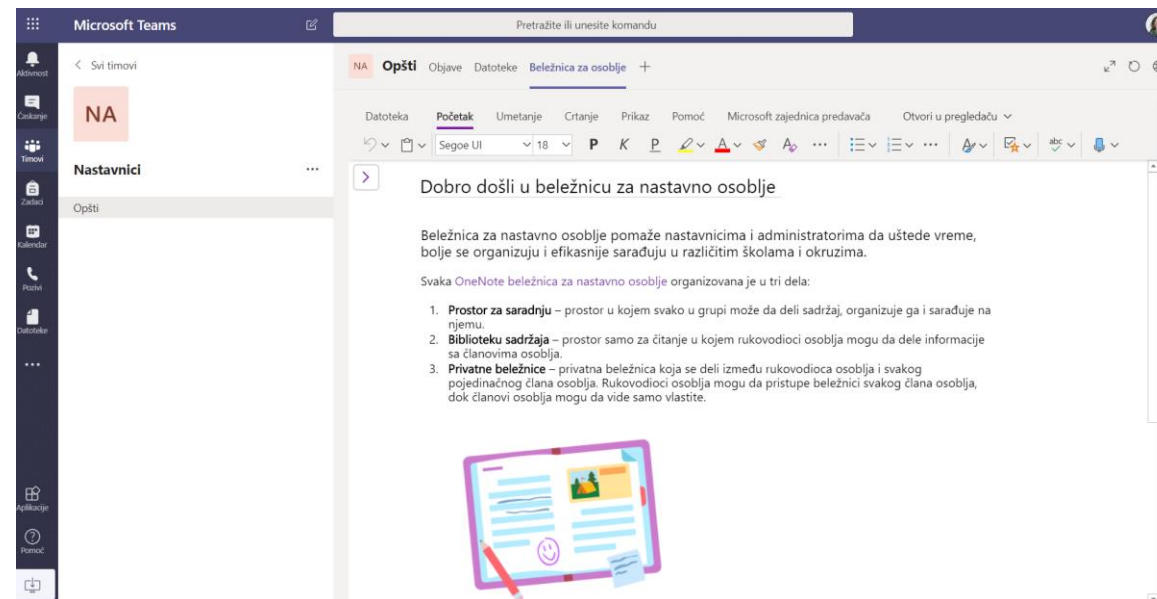 Microsoft Teams
Pretražite ili unesite komandu
Aktivnost
Ćaskanje
Timovi
Zadaci
Kalendar
Pozivi
Datoteke
Aplikacije
Pomoć
Svi timovi
NA
Nastavnici
Opšti
NA Opšti Objave Datoteke Beležnica za osoblje
Datoteka Početak Umetanje Crtanje Prikaz Pomoć Microsoft zajednica predavača Otvori u pregledaču
Segoe UI 18 P K P A A abc
Dobro došli u beležnicu za nastavno osoblje
Beležnica za nastavno osoblje pomaže nastavnicima i administratorima da uštede vreme,
bolje se organizuju i efikasnije sarađuju u različitim školama i okruzima.
Svaka OneNote beležnica za nastavno osoblje organizovana je u tri dela:
1. Prostor za saradnju – prostor u kojem svako u grupi može da deli sadržaj, organizuje ga i sarađuje na
njemu.
2. Biblioteku sadržaja – prostor samo za čitanje u kojem rukovodioci osoblja mogu da dele informacije
sa članovima osoblja.
3. Privatne beležnice – privatna beležnica koja se deli između rukovodioca osoblja i svakog
pojedinačnog člana osoblja. Rukovodioci osoblja mogu da pristupe beležnici svakog člana osoblja,
dok članovi osoblja mogu da vide samo vlastite.